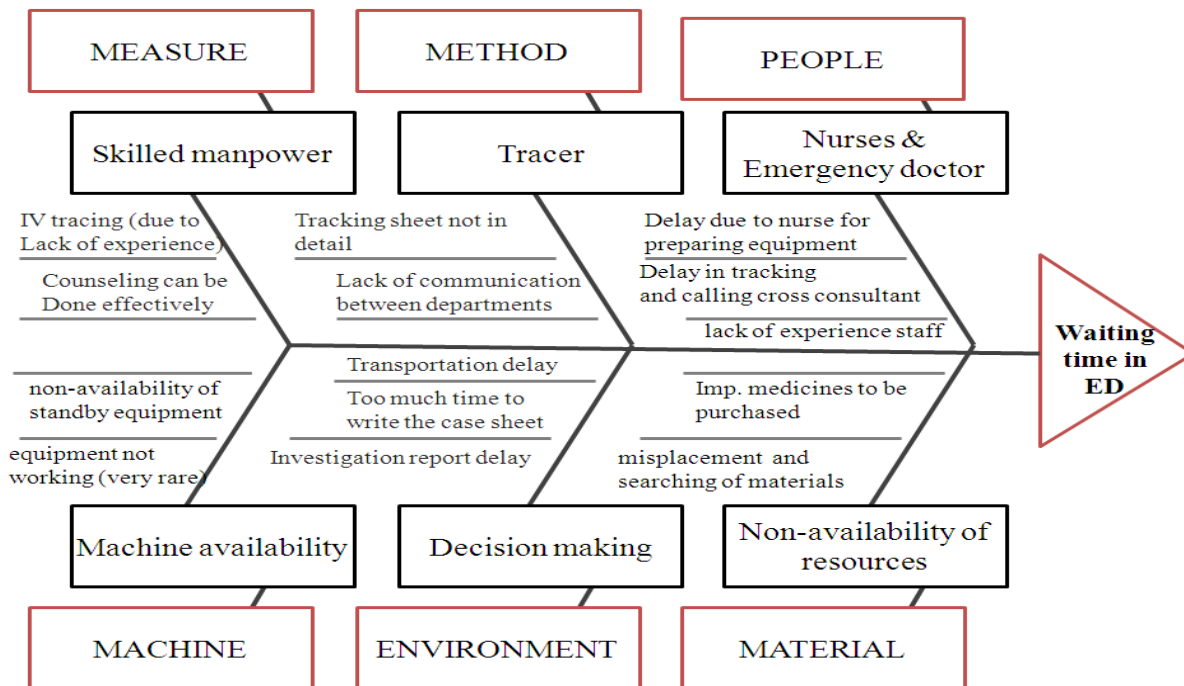 MEASURE
METHOD
PEOPLE
Skilled manpower
Tracer
Nurses &
Emergency doctor
IV tracing (due to
Lack of experience)
Counseling can be
Done effectively
Tracking sheet not in
detail
Lack of communication
between departments
Delay due to nurse for
preparing equipment
Delay in tracking
and calling cross consultant
lack of experience staff
Waiting
time in
ED
non-availability of
standby equipment
equipment not
working (very rare)
Transportation delay
Too much time to
write the case sheet
Investigation report delay
Imp. medicines to be
purchased
misplacement and
searching of materials
Machine availability
Decision making
Non-availability of
resources
MACHINE
ENVIRONMENT
MATERIAL